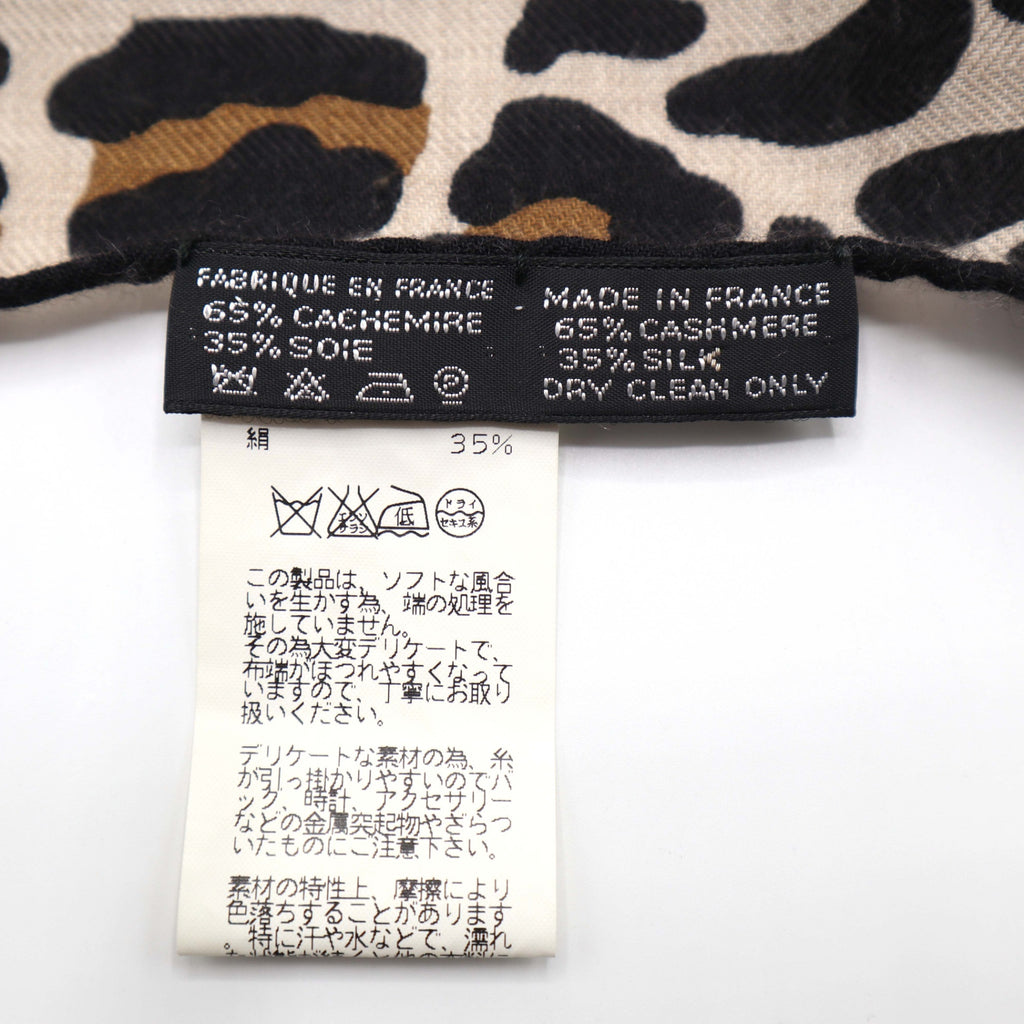 FABRIQUE EN FRANCE
65% CACHEMIRE
35% SOIE
MADE IN FRANCE
65% CASHMERE
35% SILK
DRY CLEAN ONLY
絹 35%
エンソ
サラシ
低
ドライ
セキユ系
この製品は、ソフトな風合
いを生かす為、端の処理を
施していません。
その為大変デリケートで、
布端がほつれやすくなって
いますので、丁寧にお取り
扱いください。
デリケートな素材の為、糸
が引っ掛かりやすいのでバ
ッグ、時計、アクセサリー
などの金属突起物やざらつ
いたものにご注意下さい。
素材の特性上、摩擦により
色落ちすることがあります
。特に汗や水などで、濡れ